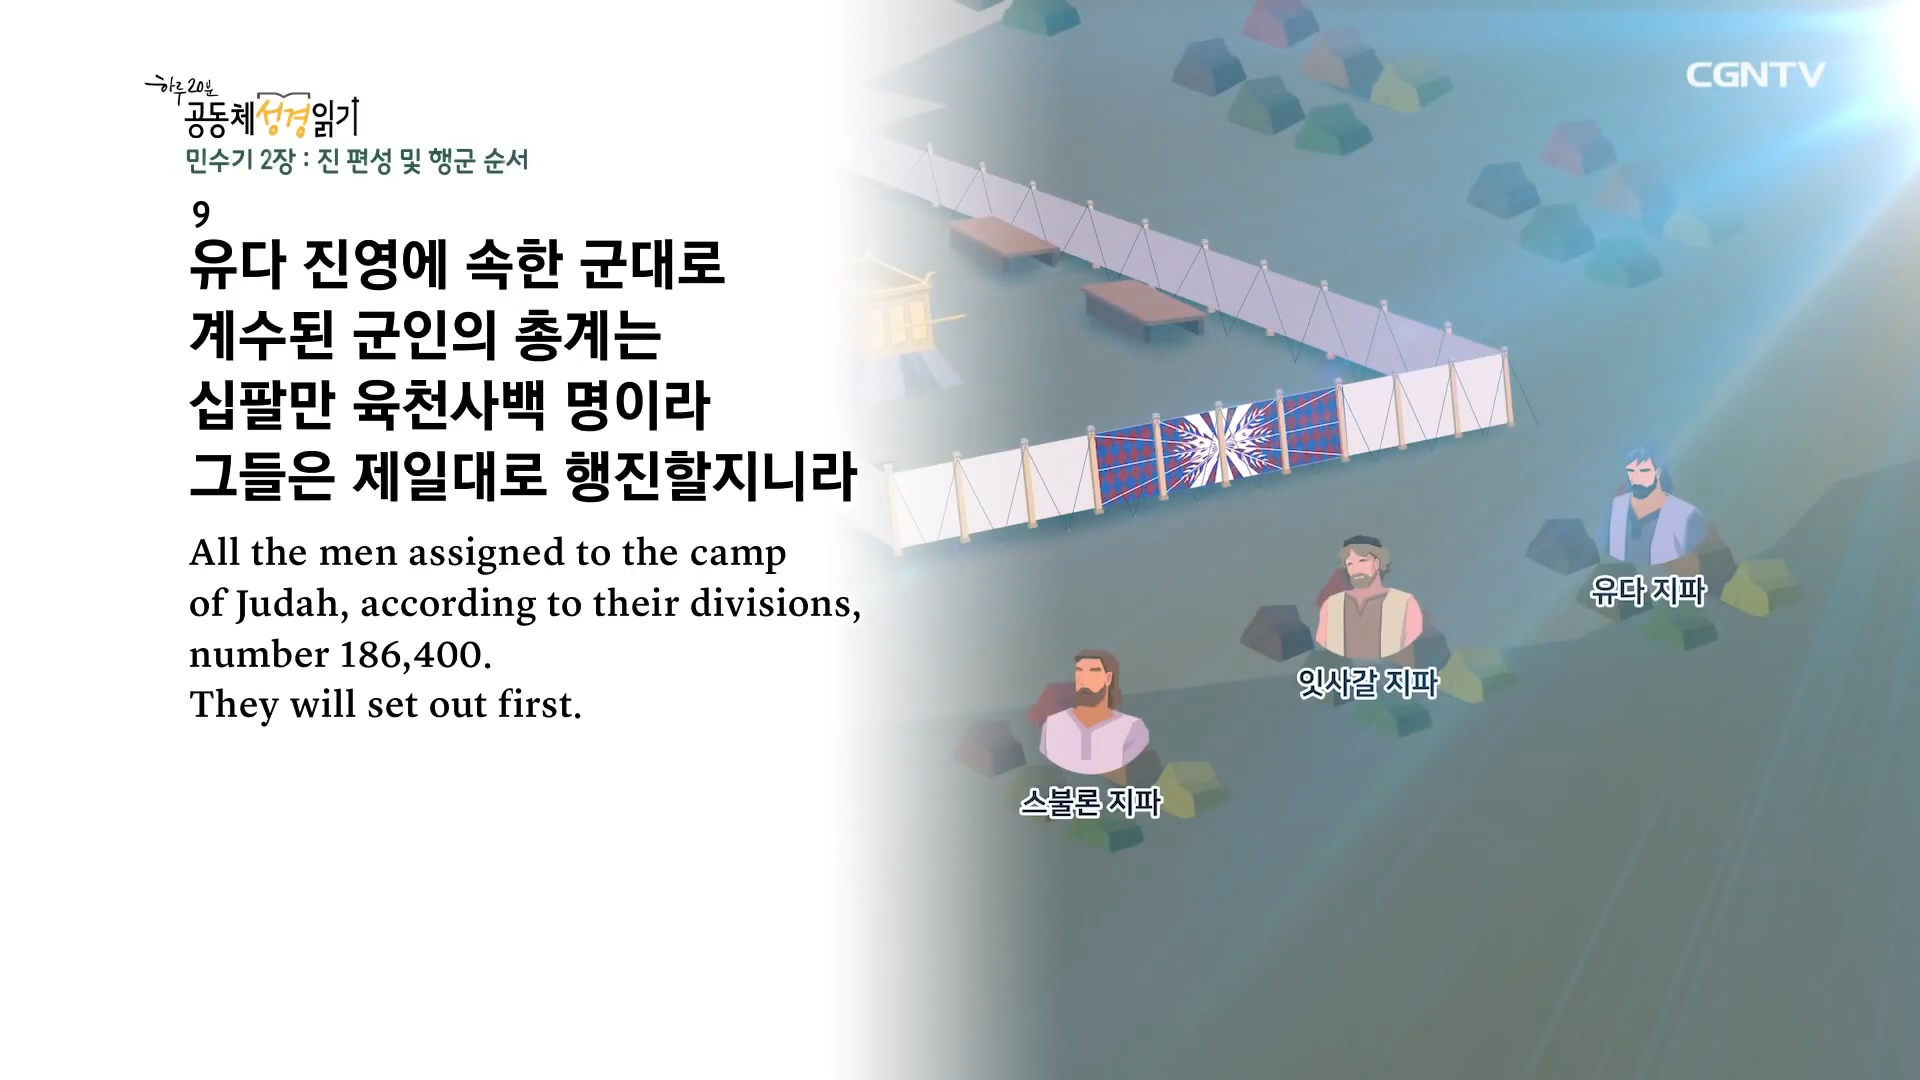 하루 20분
공동체성경읽기
CGNTV
민수기 2장 : 진 편성 및 행군 순서
9
유다 진영에 속한 군대로
계수된 군인의 총계는
십팔만 육천사백 명이라
그들은 제일대로 행진할지니라
All the men assigned to the camp
of Judah, according to their divisions,
number 186,400.
They will set out first.
유다 지파
잇사갈 지파
스불론 지파